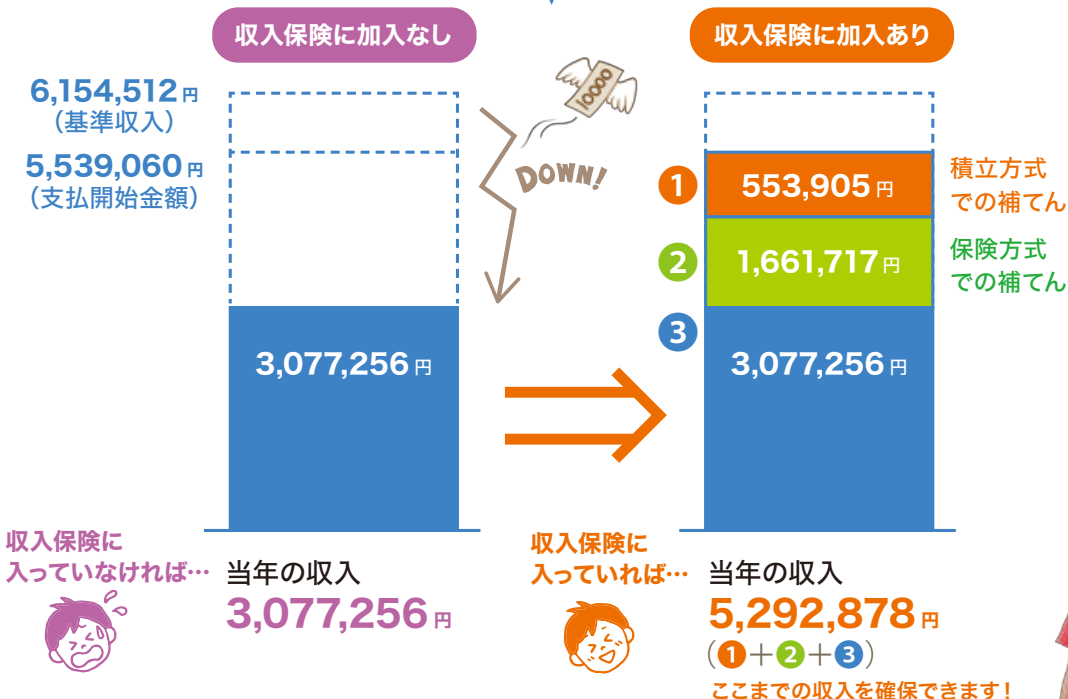 収入保険に加入なし
6,154,512円
（基準収入）
5,539,060円
（支払開始金額）
10000
DOWN!
3,077,256円
収入保険に
入っていなければ…
当年の収入
3,077,256円
収入保険に加入あり
1 553,905円
積立方式
での補てん
2 1,661,717円
保険方式
での補てん
3
3,077,256円
収入保険に
入っていれば…
当年の収入
5,292,878円
（1＋2＋3）
ここまでの収入を確保できます！